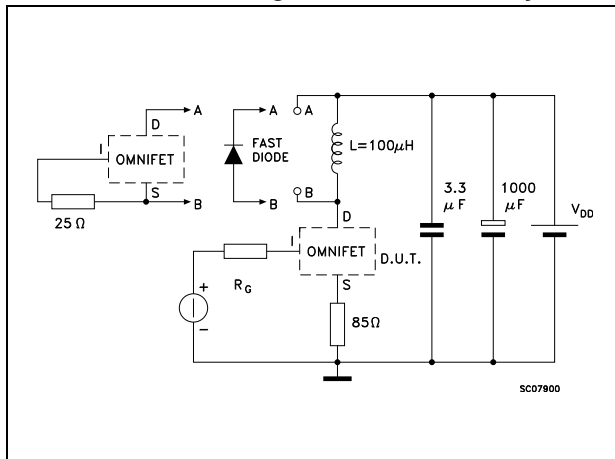 A
D
I
OMNIFET
S
B
25 Ω
A
FAST
DIODE
B
A
B
L=100μH
D
I
OMNIFET
D.U.T.
S
R_G
+
−
85Ω
3.3
μF
1000
μF
V_DD
SC07900